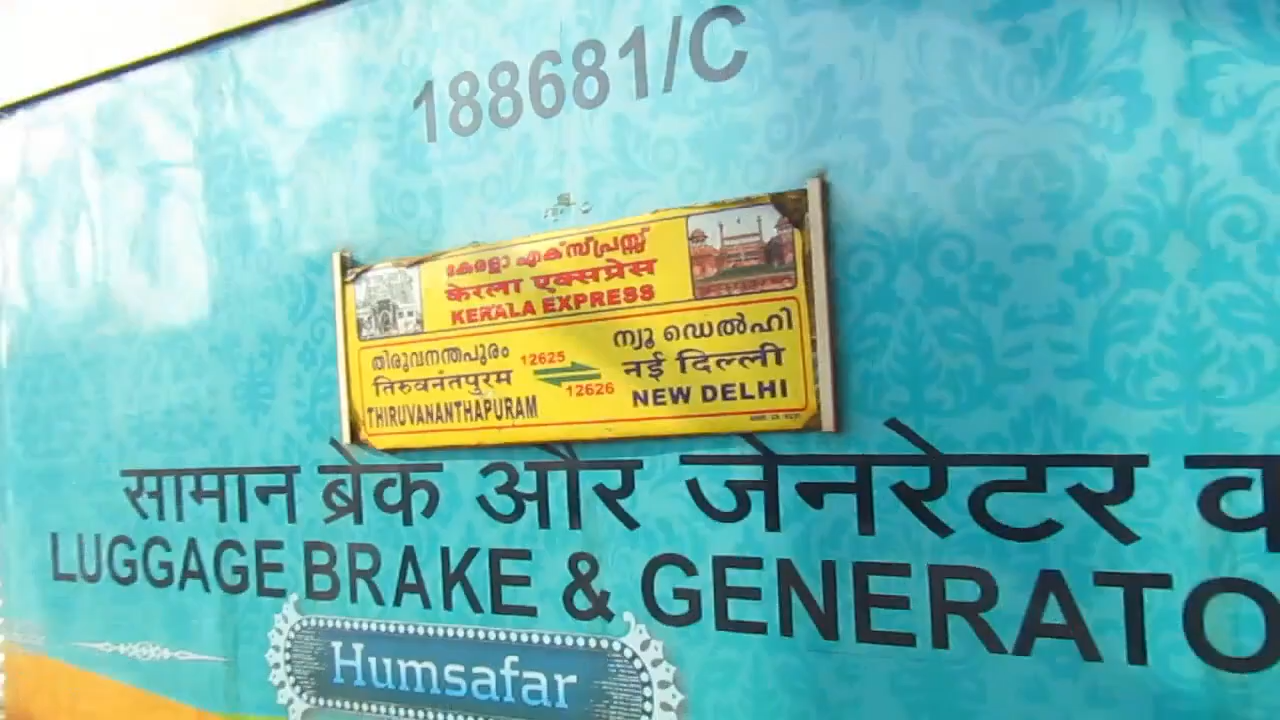 188681/C
കേരളാ എക്സ്പ്രസ്സ്
केरला एक्सप्रेस
KERALA EXPRESS
തിരുവനന്തപുരം
तिरुवनंतपुरम
THIRUVANANTHAPURAM
12625
12626
ന്യൂ ഡെൽഹി
नई दिल्ली
NEW DELHI
सामान ब्रेक और जेनरेटर क
LUGGAGE BRAKE & GENERATO
Humsafar